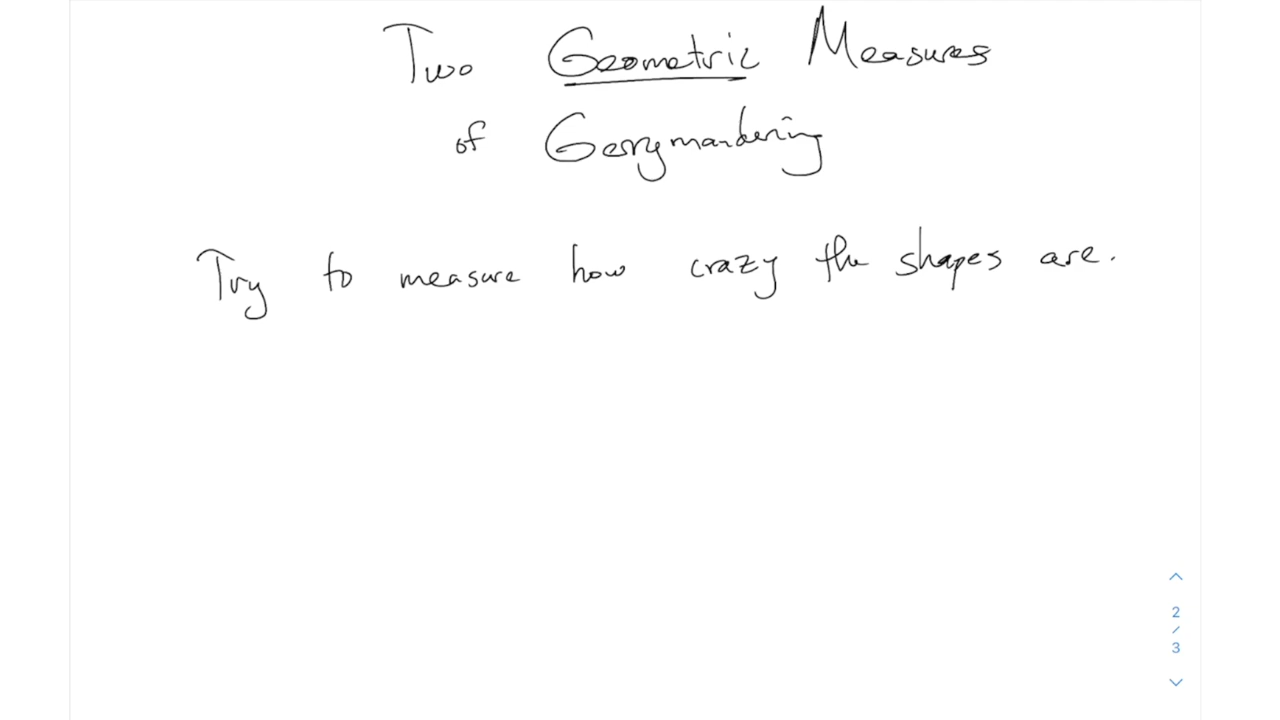 Two Geometric Measures
of Gerrymandering
Try to measure how crazy the shapes are.
2
/
3